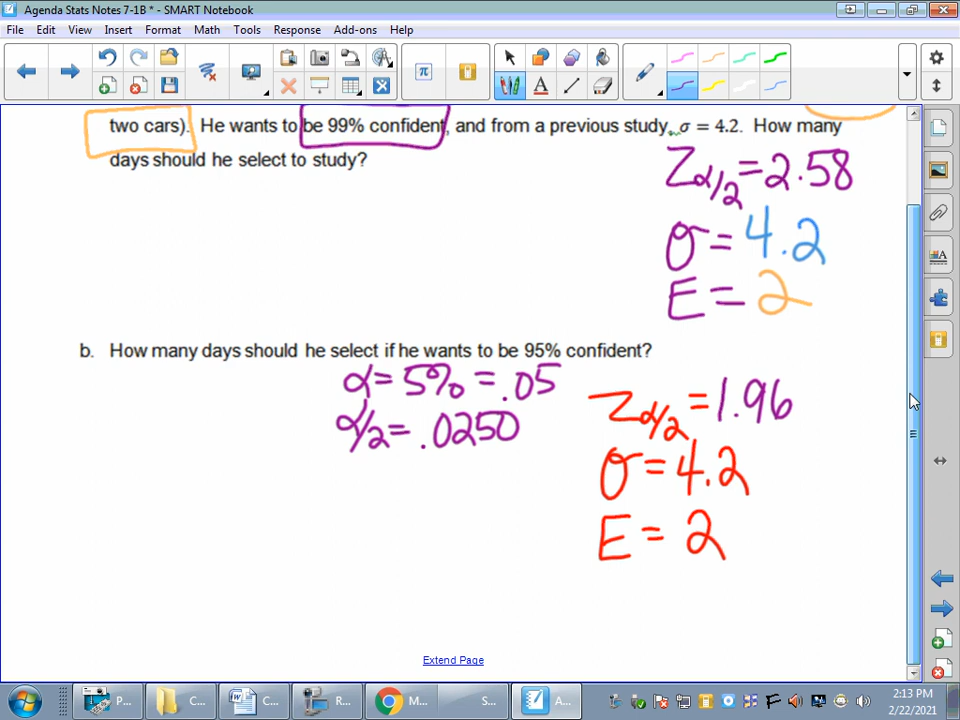 Agenda Stats Notes 7-1B * - SMART Notebook
File Edit View Insert Format Math Tools Response Add-ons Help
two cars). He wants to be 99% confident, and from a previous study, σ = 4.2. How many
days should he select to study?
Zα/2 = 2.58
σ = 4.2
E = 2
b. How many days should he select if he wants to be 95% confident?
α = 5% = .05
α/2 = .0250
Zα/2 = 1.96
σ = 4.2
E = 2
Extend Page
P... C... C... R... M... S... A...
2:13 PM
2/22/2021